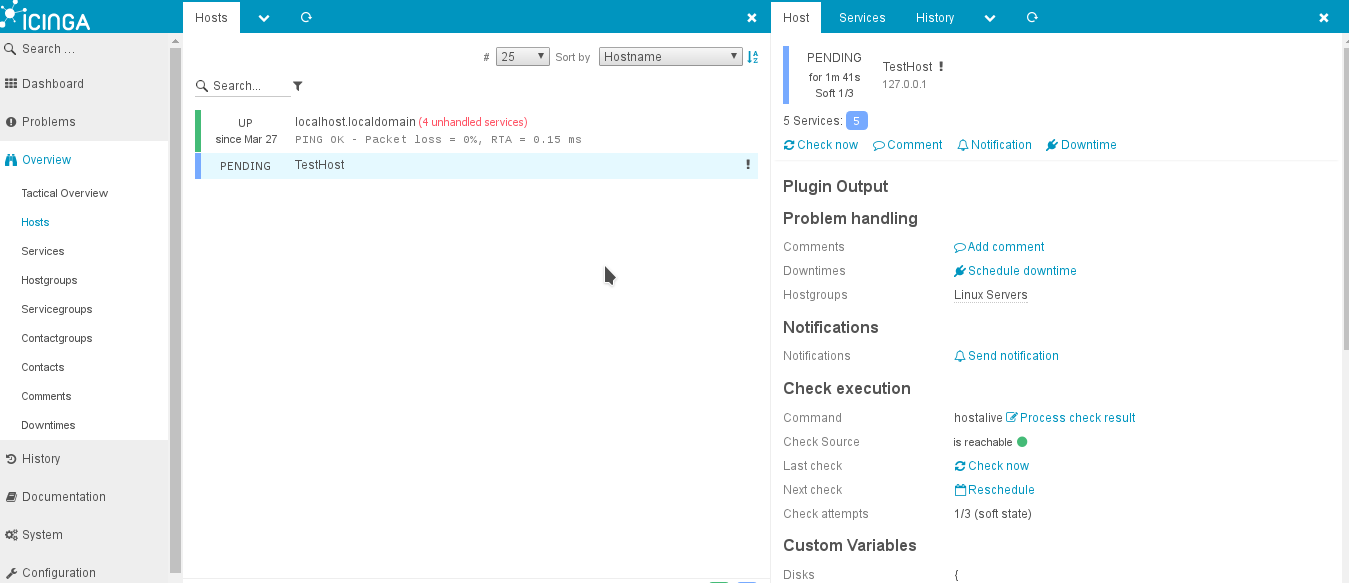 ICINGA
Search ...
Dashboard
Problems
Overview
Tactical Overview
Hosts
Services
Hostgroups
Servicegroups
Contactgroups
Contacts
Comments
Downtimes
History
Documentation
System
Configuration
Hosts
# 25 Sort by Hostname
Search...
UP localhost.localdomain (4 unhandled services)
since Mar 27 PING OK - Packet loss = 0%, RTA = 0.15 ms
PENDING TestHost
Host Services History
PENDING
for 1m 41s
Soft 1/3
TestHost
127.0.0.1
5 Services: 5
Check now Comment Notification Downtime
Plugin Output
Problem handling
Comments Add comment
Downtimes Schedule downtime
Hostgroups Linux Servers
Notifications
Notifications Send notification
Check execution
Command hostalive Process check result
Check Source is reachable
Last check Check now
Next check Reschedule
Check attempts 1/3 (soft state)
Custom Variables
Disks {